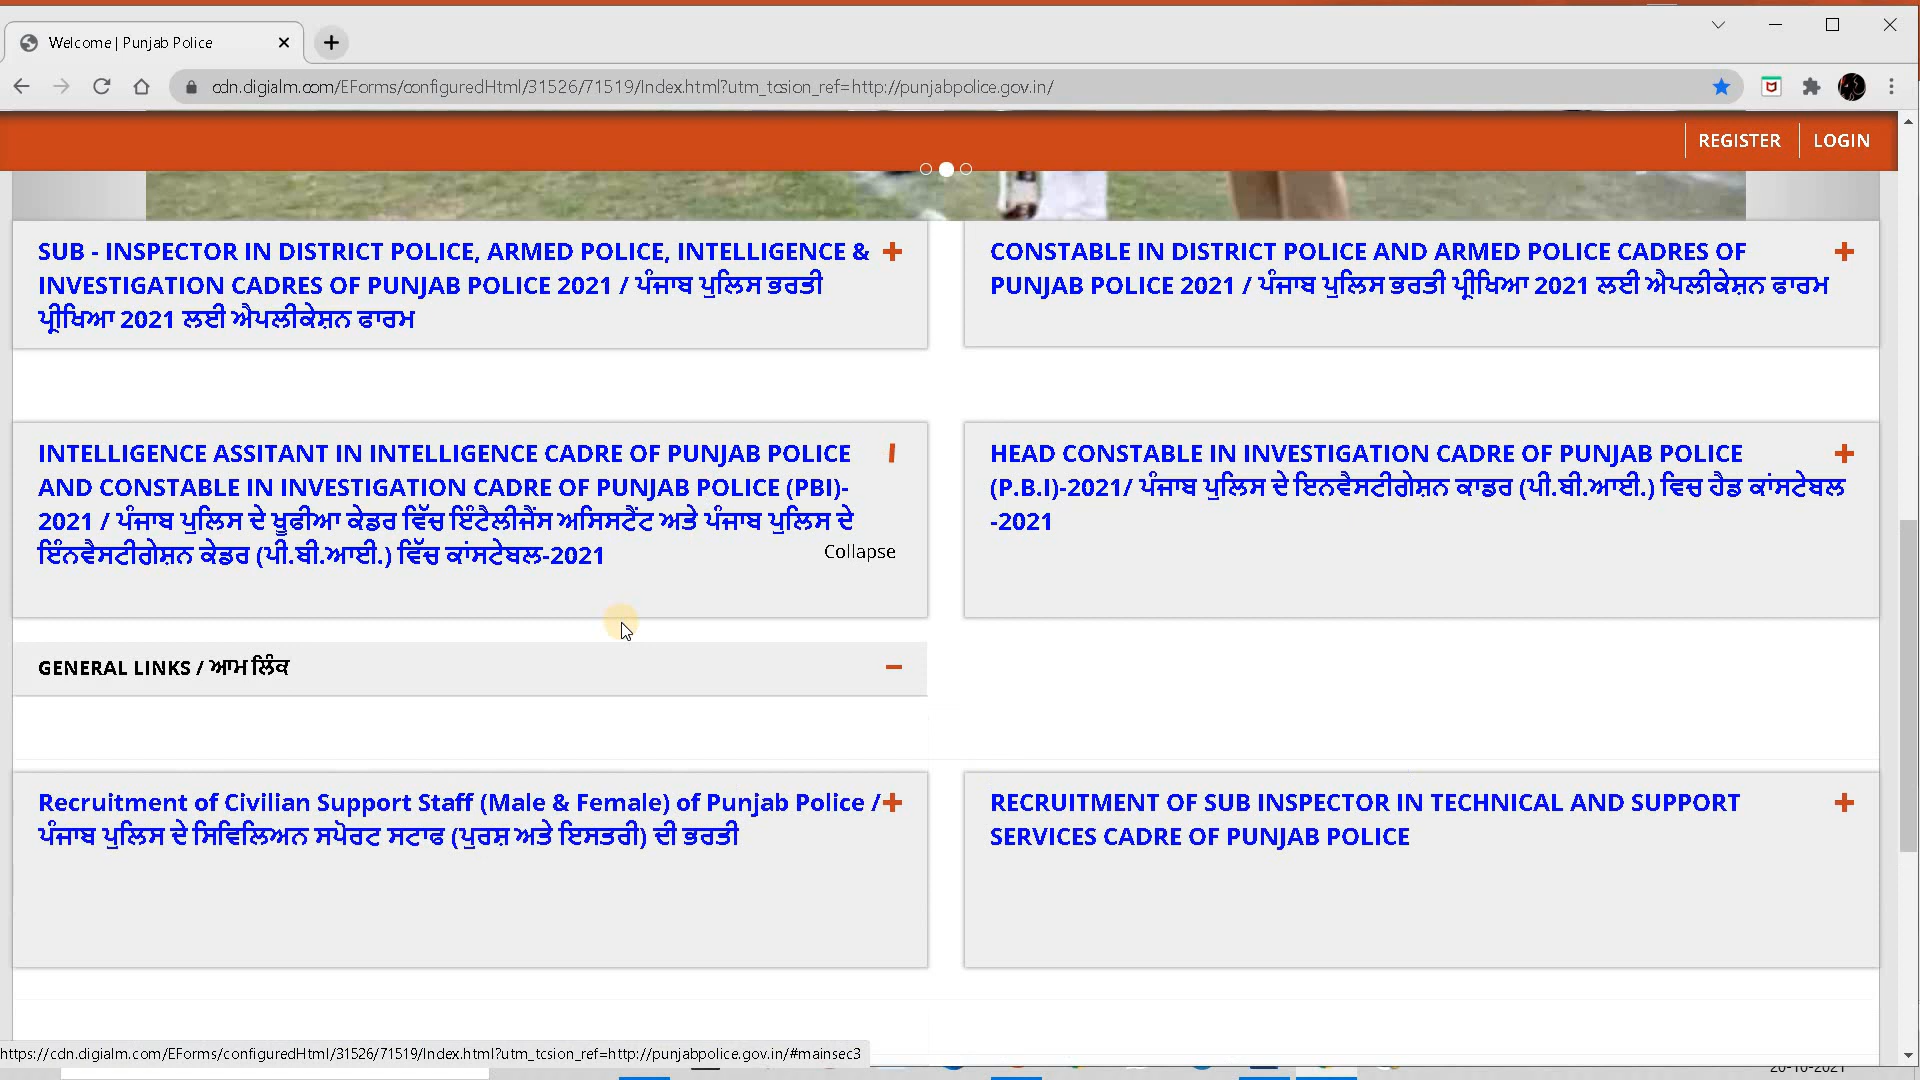 Welcome | Punjab Police
cdn.digialm.com/EForms/configuredHtml/31526/71519/Index.html?utm_tcsion_ref=http://punjabpolice.gov.in/
REGISTER
LOGIN
SUB - INSPECTOR IN DISTRICT POLICE, ARMED POLICE, INTELLIGENCE &
INVESTIGATION CADRES OF PUNJAB POLICE 2021 / ਪੰਜਾਬ ਪੁਲਿਸ ਭਰਤੀ
ਪ੍ਰੀਖਿਆ 2021 ਲਈ ਐਪਲੀਕੇਸ਼ਨ ਫਾਰਮ
CONSTABLE IN DISTRICT POLICE AND ARMED POLICE CADRES OF
PUNJAB POLICE 2021 / ਪੰਜਾਬ ਪੁਲਿਸ ਭਰਤੀ ਪ੍ਰੀਖਿਆ 2021 ਲਈ ਐਪਲੀਕੇਸ਼ਨ ਫਾਰਮ
INTELLIGENCE ASSITANT IN INTELLIGENCE CADRE OF PUNJAB POLICE
AND CONSTABLE IN INVESTIGATION CADRE OF PUNJAB POLICE (PBI)-
2021 / ਪੰਜਾਬ ਪੁਲਿਸ ਦੇ ਖੂਫੀਆ ਕੇਡਰ ਵਿੱਚ ਇੰਟੈਲੀਜੈਂਸ ਅਸਿਸਟੈਂਟ ਅਤੇ ਪੰਜਾਬ ਪੁਲਿਸ ਦੇ
ਇੰਨਵੈਸਟੀਗੇਸ਼ਨ ਕੇਡਰ (ਪੀ.ਬੀ.ਆਈ.) ਵਿੱਚ ਕਾਂਸਟੇਬਲ-2021
Collapse
HEAD CONSTABLE IN INVESTIGATION CADRE OF PUNJAB POLICE
(P.B.I)-2021/ ਪੰਜਾਬ ਪੁਲਿਸ ਦੇ ਇਨਵੈਸਟੀਗੇਸ਼ਨ ਕਾਡਰ (ਪੀ.ਬੀ.ਆਈ.) ਵਿਚ ਹੈਡ ਕਾਂਸਟੇਬਲ
-2021
GENERAL LINKS / ਆਮ ਲਿੰਕ
Recruitment of Civilian Support Staff (Male & Female) of Punjab Police /
ਪੰਜਾਬ ਪੁਲਿਸ ਦੇ ਸਿਵਿਲਿਅਨ ਸਪੋਰਟ ਸਟਾਫ (ਪੁਰਸ਼ ਅਤੇ ਇਸਤਰੀ) ਦੀ ਭਰਤੀ
RECRUITMENT OF SUB INSPECTOR IN TECHNICAL AND SUPPORT
SERVICES CADRE OF PUNJAB POLICE
https://cdn.digialm.com/EForms/configuredHtml/31526/71519/Index.html?utm_tcsion_ref=http://punjabpolice.gov.in/#mainsec3
20-10-2021